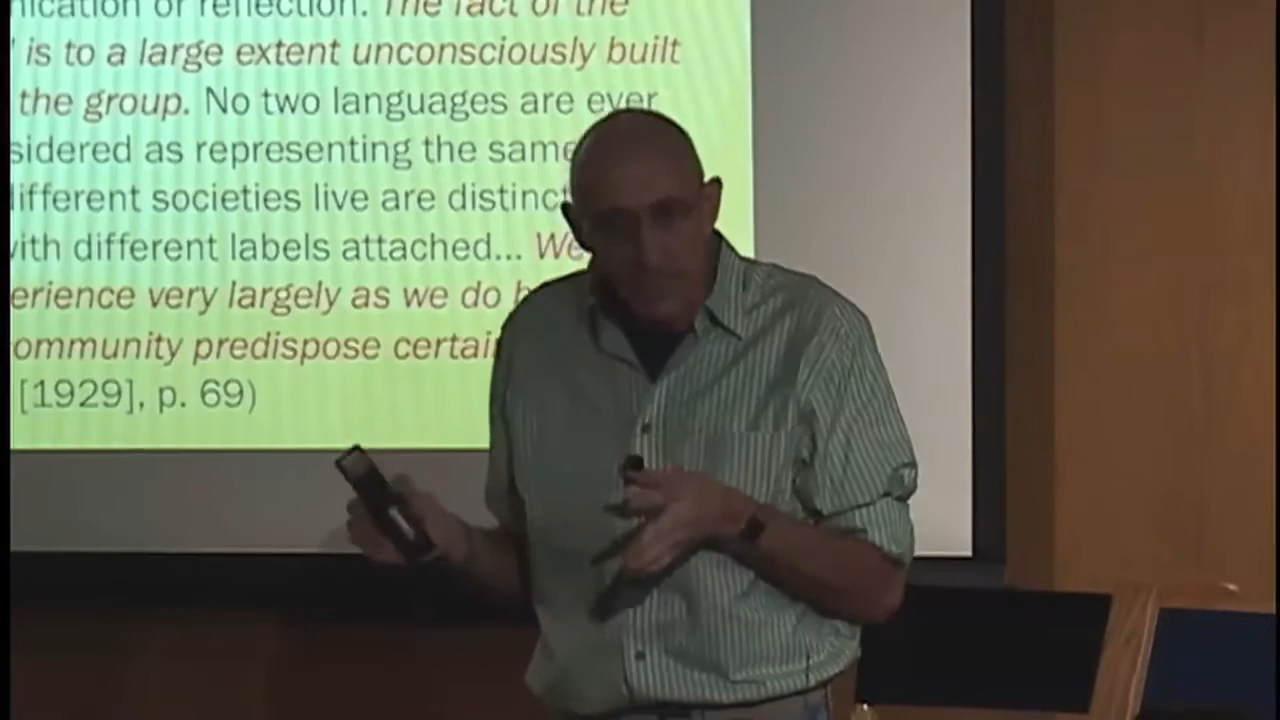 nication or reflection. The fact of the
' is to a large extent unconsciously built
the group. No two languages are ever
sidered as representing the same
ifferent societies live are distinct
vith different labels attached... We
erience very largely as we do
ommunity predispose certain
[1929], p. 69)